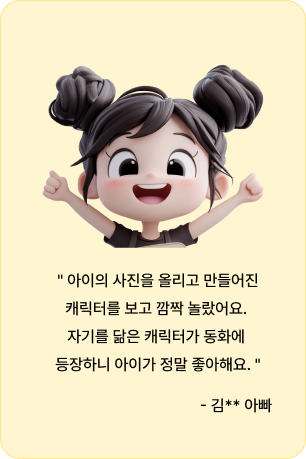 " 아이의 사진을 올리고 만들어진
캐릭터를 보고 깜짝 놀랐어요.
자기를 닮은 캐릭터가 동화에
등장하니 아이가 정말 좋아해요. "
- 김** 아빠